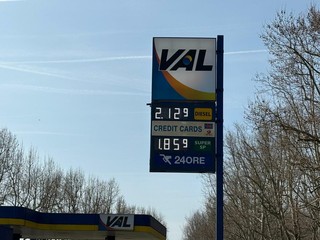 VAL
2.129 DIESEL
CREDIT CARDS
1.859 SUPER SP
24ORE
VAL